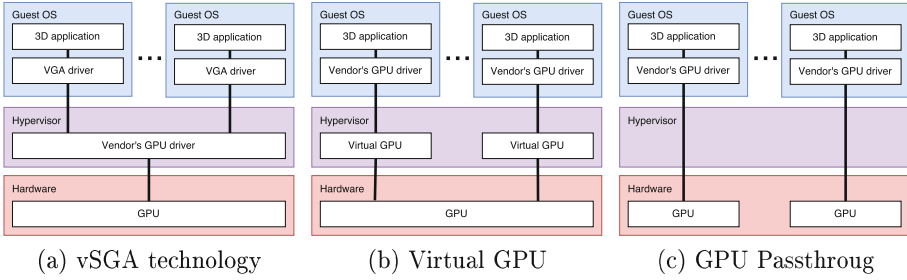 Guest OS
3D application
VGA driver
...
Guest OS
3D application
VGA driver
Hypervisor
Vendor's GPU driver
Hardware
GPU
(a) vSGA technology
Guest OS
3D application
Vendor's GPU driver
...
Guest OS
3D application
Vendor's GPU driver
Hypervisor
Virtual GPU
Virtual GPU
Hardware
GPU
(b) Virtual GPU
Guest OS
3D application
Vendor's GPU driver
...
Guest OS
3D application
Vendor's GPU driver
Hypervisor
Hardware
GPU
GPU
(c) GPU Passthroug